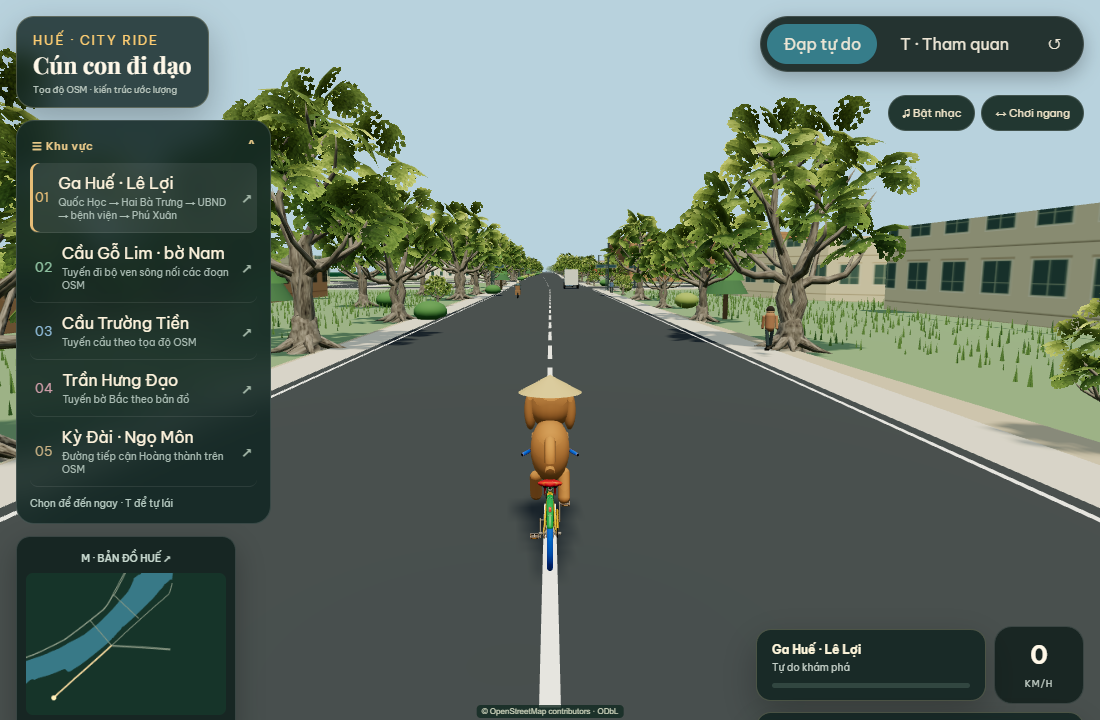 HUẾ · CITY RIDE
Cún con đi dạo
Tọa độ OSM · kiến trúc ước lượng
Đạp tự do
T · Tham quan
↺
♫ Bật nhạc
↔ Chơi ngang
☰ Khu vực
^
01
Ga Huế · Lê Lợi
Quốc Học → Hai Bà Trưng → UBND
→ bệnh viện → Phú Xuân
↗
02
Cầu Gỗ Lim · bờ Nam
Tuyến đi bộ ven sông nối các đoạn
OSM
↗
03
Cầu Trường Tiền
Tuyến cầu theo tọa độ OSM
↗
04
Trần Hưng Đạo
Tuyến bờ Bắc theo bản đồ
↗
05
Kỳ Đài · Ngọ Môn
Đường tiếp cận Hoàng thành trên
OSM
↗
Chọn để đến ngay · T để tự lái
M · BẢN ĐỒ HUẾ ↗
Ga Huế · Lê Lợi
Tự do khám phá
0
KM/H
© OpenStreetMap contributors · ODbL